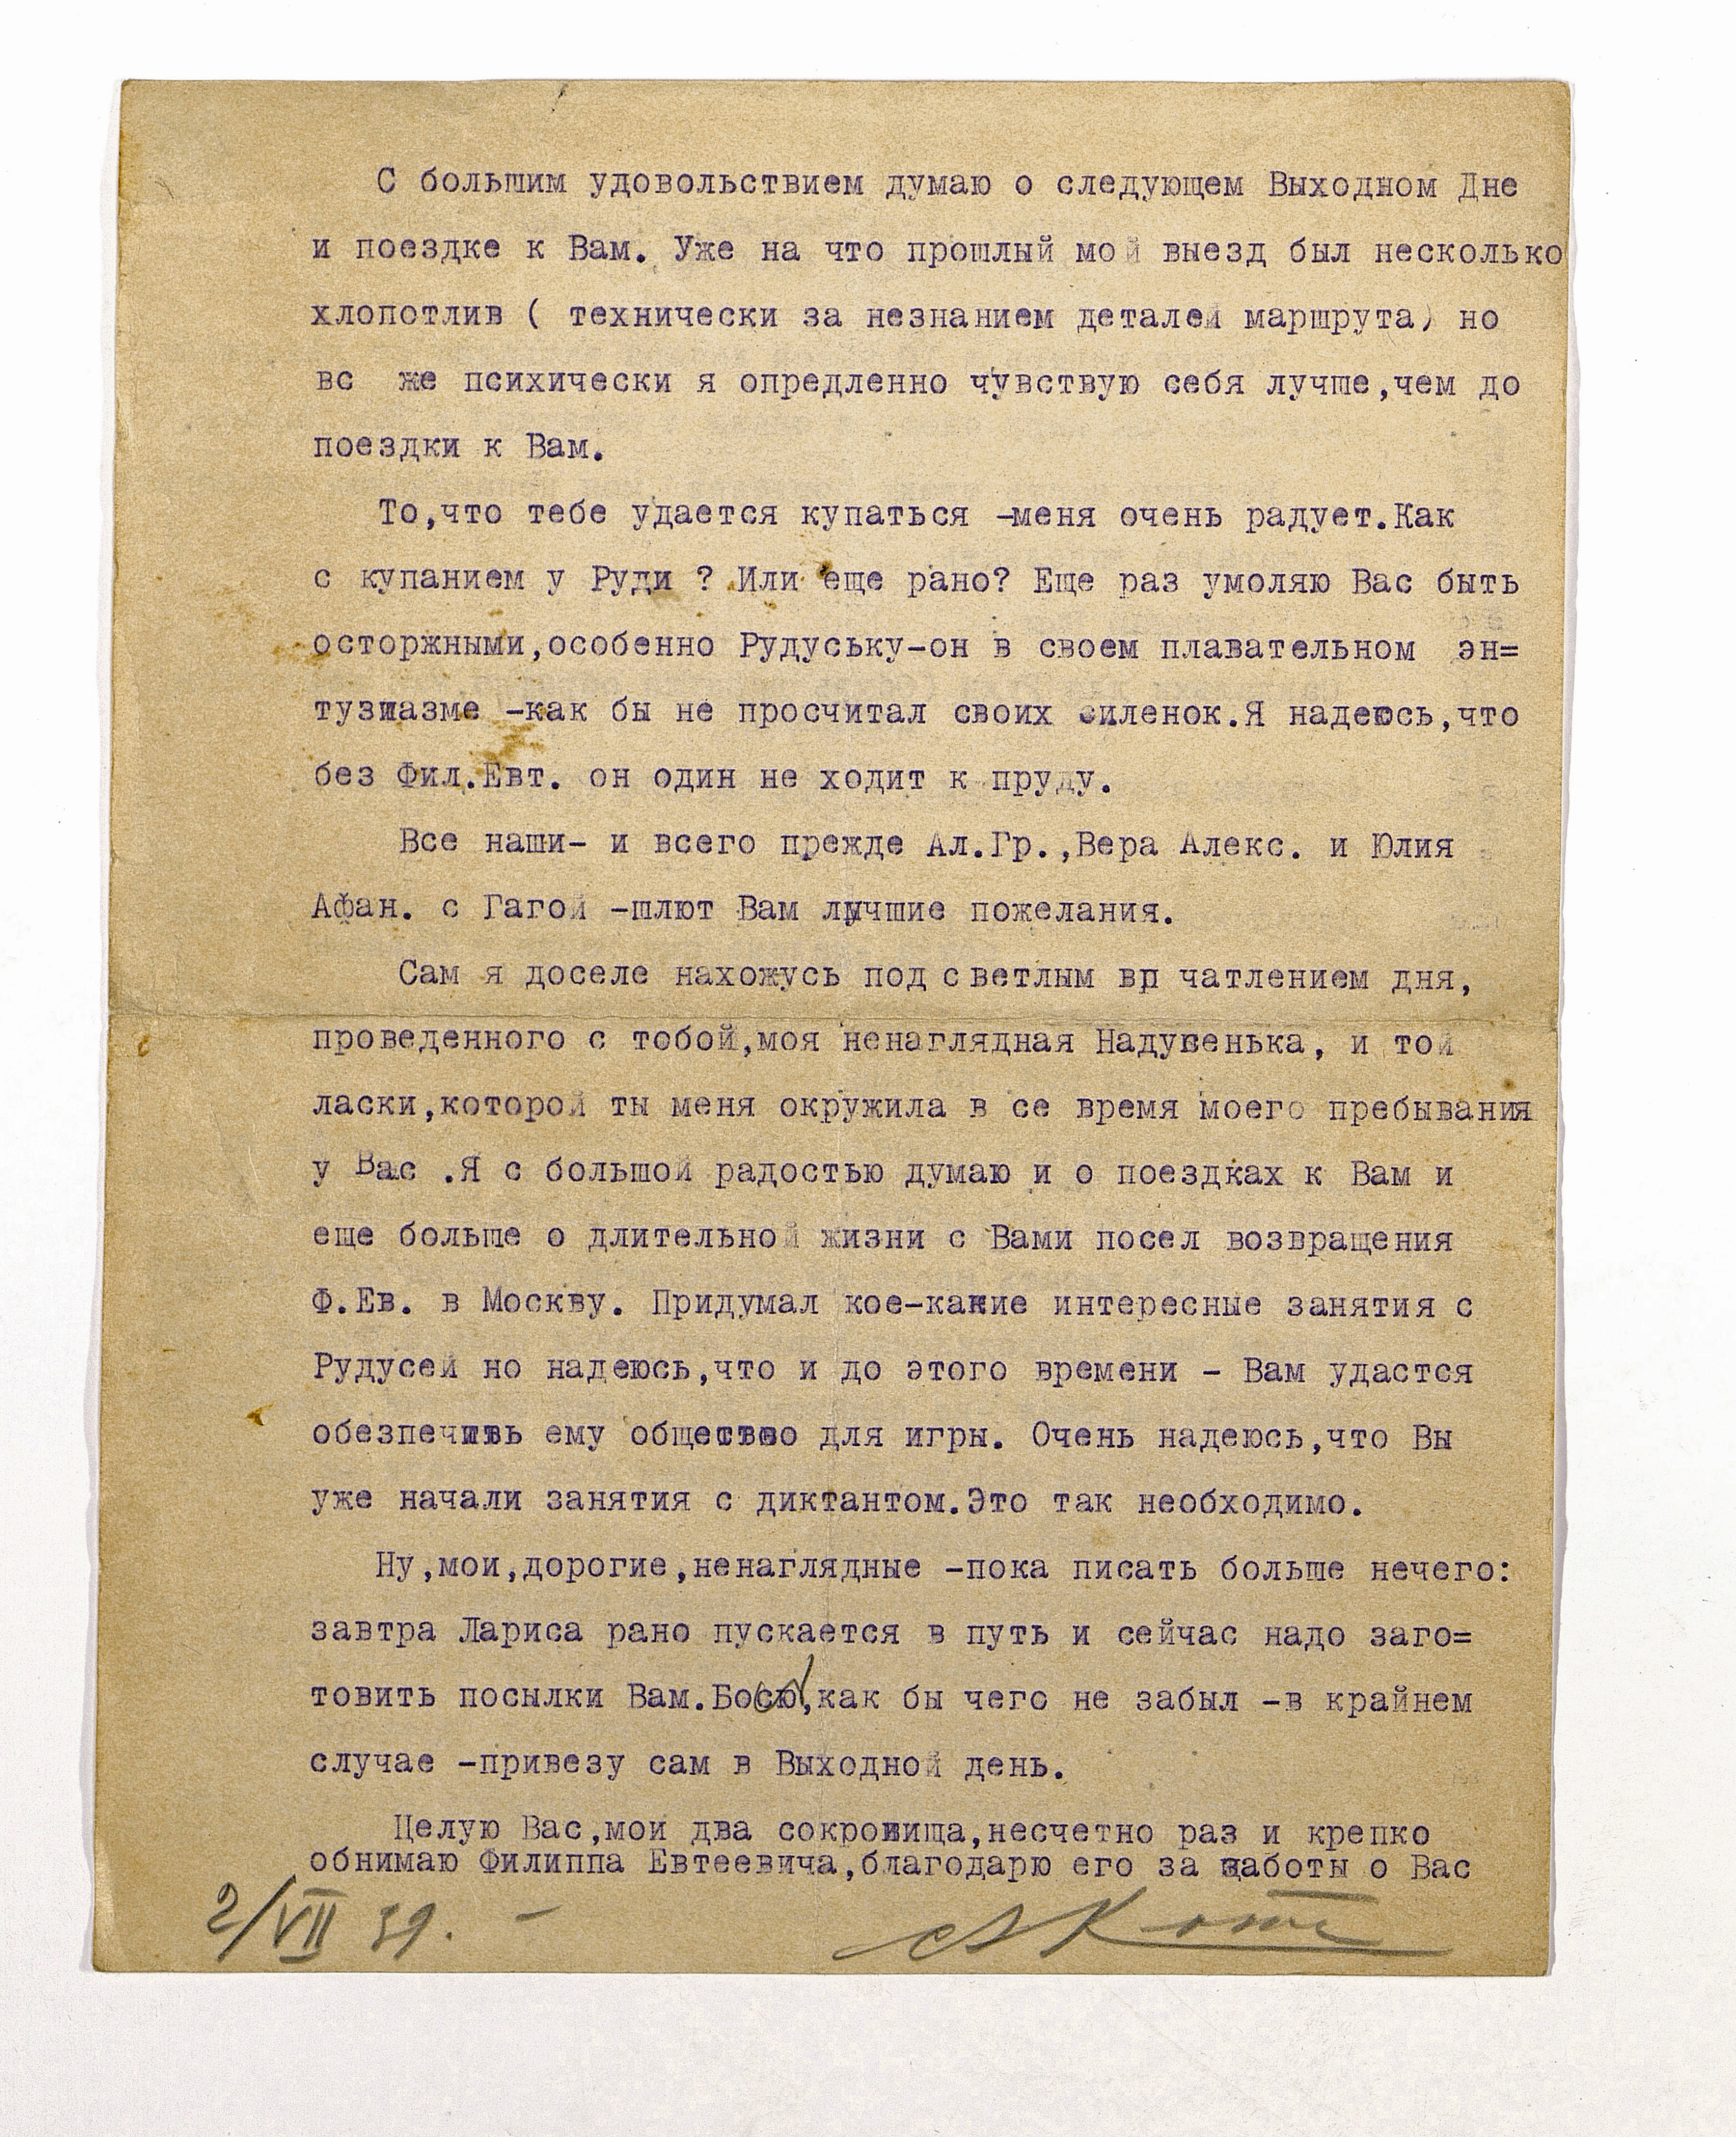 С большим удовольствием думаю о следующем Выходном Дне
и поездке к Вам. Уже на что прошлый мой выезд был несколько
хлопотлив ( технически за незнанием деталей маршрута) но
вс же психически я опредленно чувствую себя лучше,чем до
поездки к Вам.
То,что тебе удается купаться -меня очень радует.Как
с купанием у Руди ? Или еще рано? Еще раз умоляю Вас быть
осторжными,особенно Рудуську-он в своем плавательном эн=
тузиазме -как бы не просчитал своих силенок.Я надеюсь,что
без Фил.Евт. он один не ходит к пруду.
Все наши- и всего прежде Ал.Гр.,Вера Алекс. и Юлия
Афан. с Гагой -шлют Вам лучшие пожелания.
Сам я доселе нахожусь под светлым вп чатлением дня,
проведенного с тобой,моя ненаглядная Надусенька, и той
ласки,которой ты меня окружила в се время моего пребывания
у Вас .Я с большой радостью думаю и о поездках к Вам и
еще больше о длительной жизни с Вами посел возвращения
Ф.Ев. в Москву. Придумал кое-какие интересные занятия с
Рудусей но надеюсь,что и до этого времени - Вам удастся
обезпечить ему общество для игры. Очень надеюсь,что Вы
уже начали занятия с диктантом.Это так необходимо.
Ну,мои,дорогие,ненаглядные -пока писать больше нечего:
завтра Лариса рано пускается в путь и сейчас надо заго=
товить посылки Вам.Боюсь,как бы чего не забыл -в крайнем
случае -привезу сам в Выходной день.
Целую Вас,мои два сокровища,несчетно раз и крепко
обнимаю Филиппа Евтеевича,благодарю его за заботы о Вас
2/VII 39. -